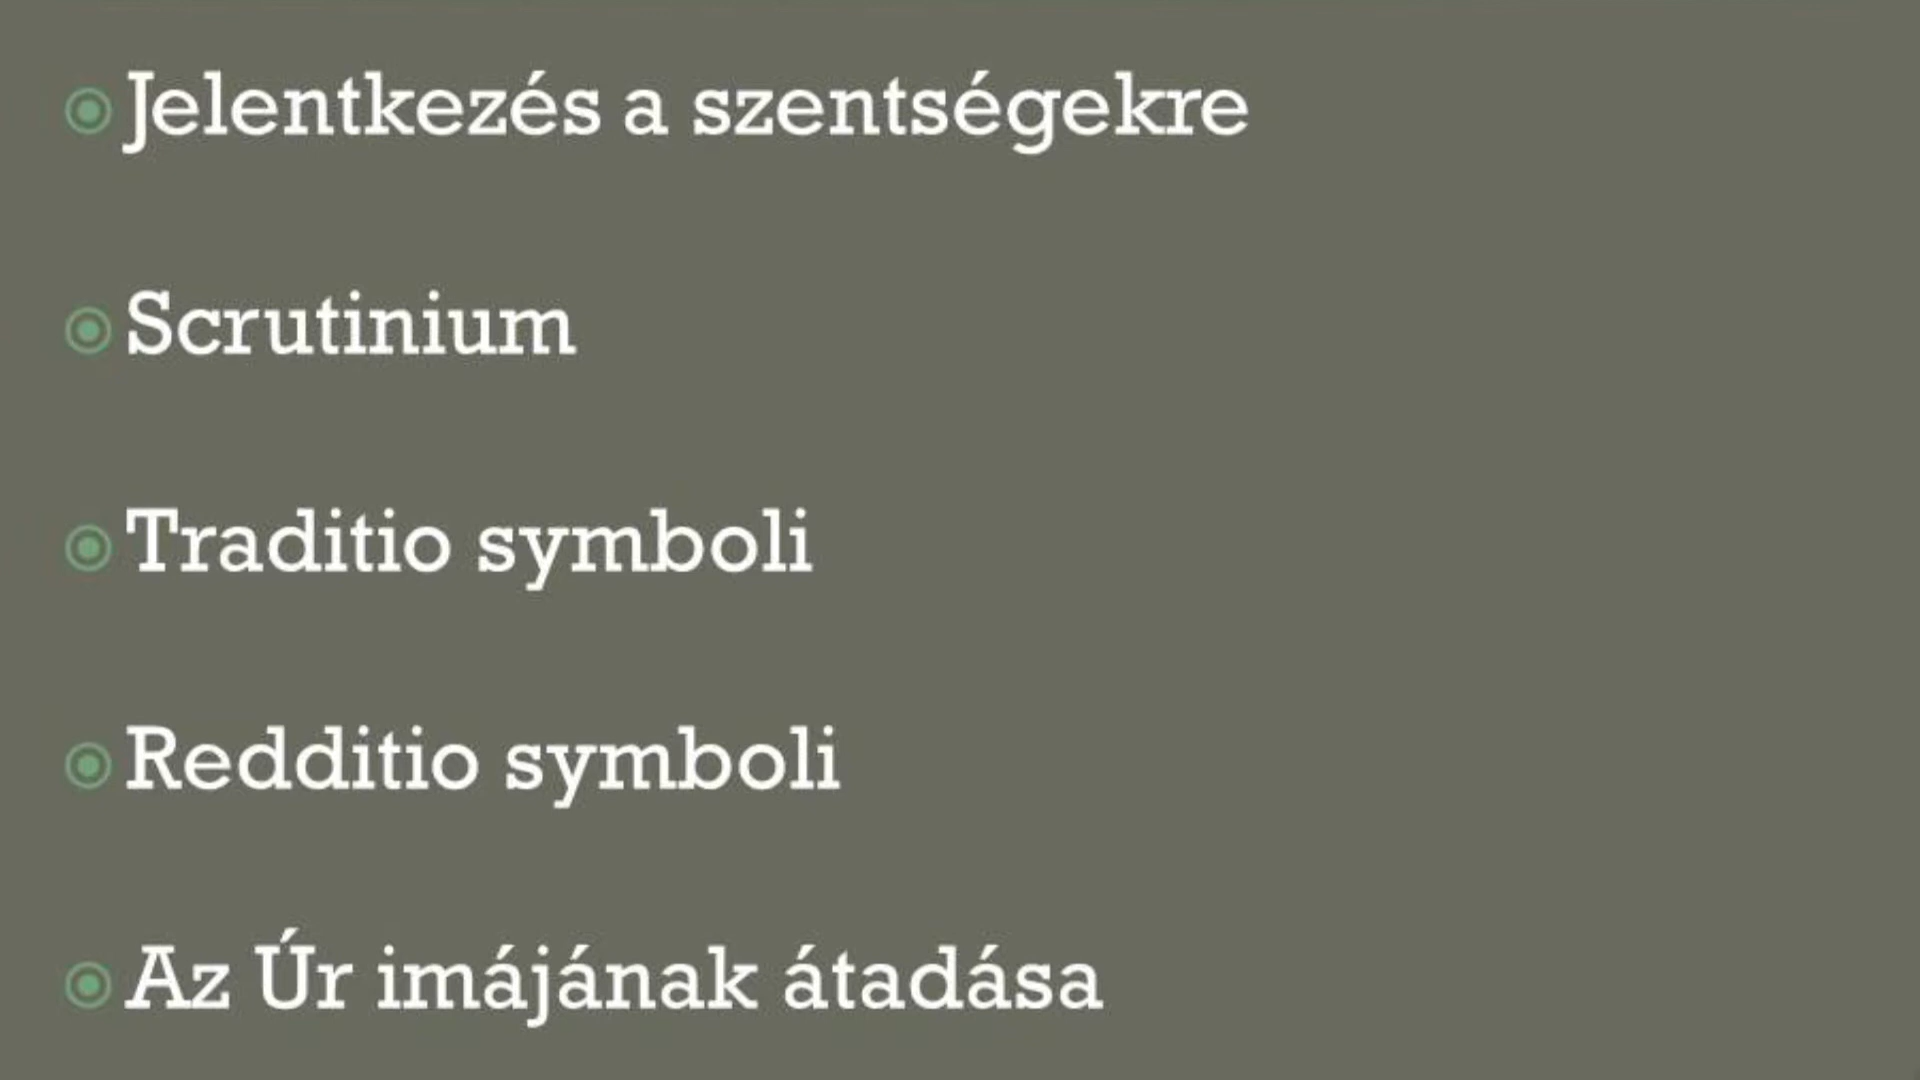 Jelentkezés a szentségekre
Scrutinium
Traditio symboli
Redditio symboli
Az Úr imájának átadása